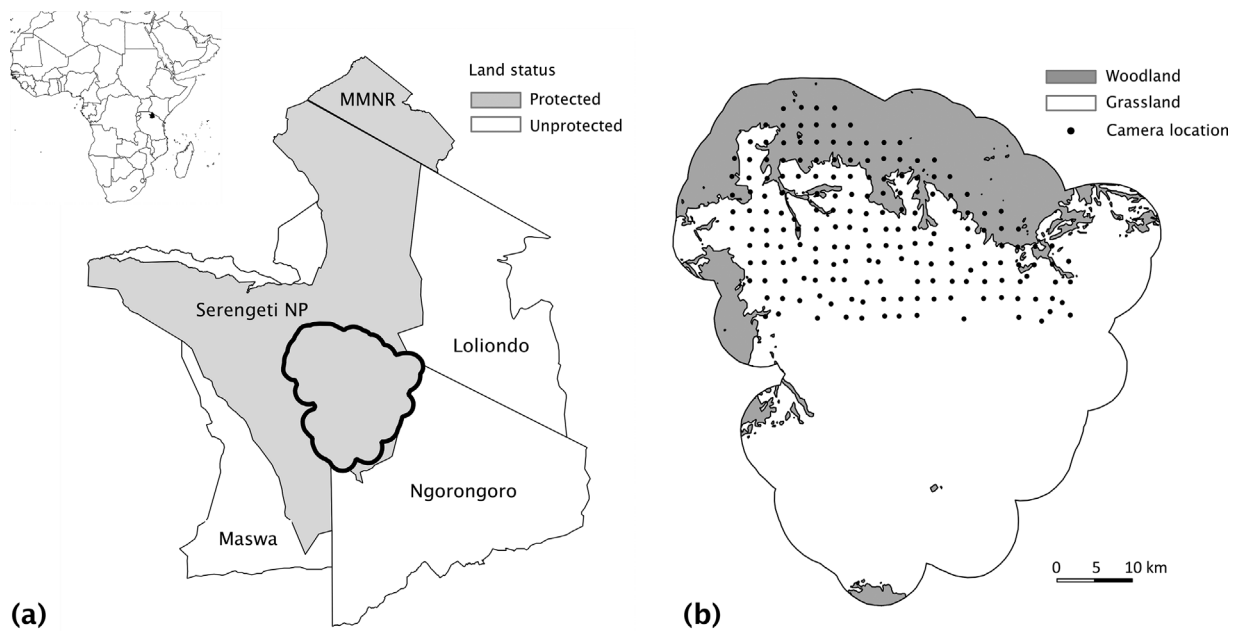 Land status
Protected
Unprotected
MMNR
Serengeti NP
Loliondo
Ngorongoro
Maswa
(a)
Woodland
Grassland
Camera location
0 5 10 km
(b)